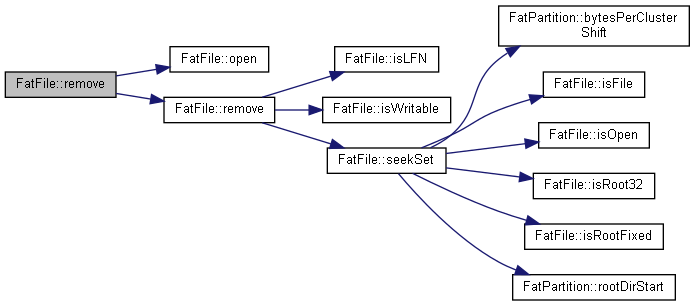 FatFile::remove
FatFile::open
FatFile::remove
FatFile::isLFN
FatFile::isWritable
FatFile::seekSet
FatPartition::bytesPerCluster
Shift
FatFile::isFile
FatFile::isOpen
FatFile::isRoot32
FatFile::isRootFixed
FatPartition::rootDirStart